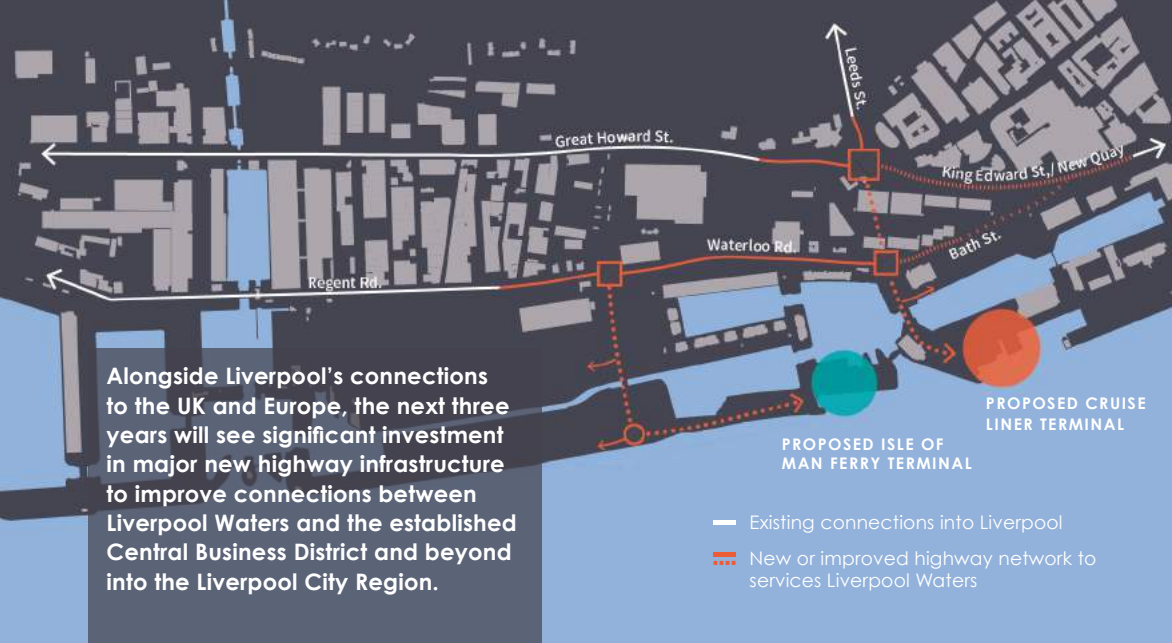 Leeds St.
Great Howard St.
King Edward St./ New Quay
Waterloo Rd.
Bath St.
Regent Rd.
Alongside Liverpool’s connections
to the UK and Europe, the next three
years will see significant investment
in major new highway infrastructure
to improve connections between
Liverpool Waters and the established
Central Business District and beyond
into the Liverpool City Region.
PROPOSED CRUISE
LINER TERMINAL
PROPOSED ISLE OF
MAN FERRY TERMINAL
Existing connections into Liverpool
New or improved highway network to
services Liverpool Waters